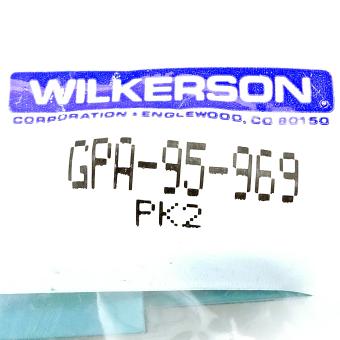 WILKERSON
CORPORATION • ENGLEWOOD, CO 80150
GPA-95-969
PK2